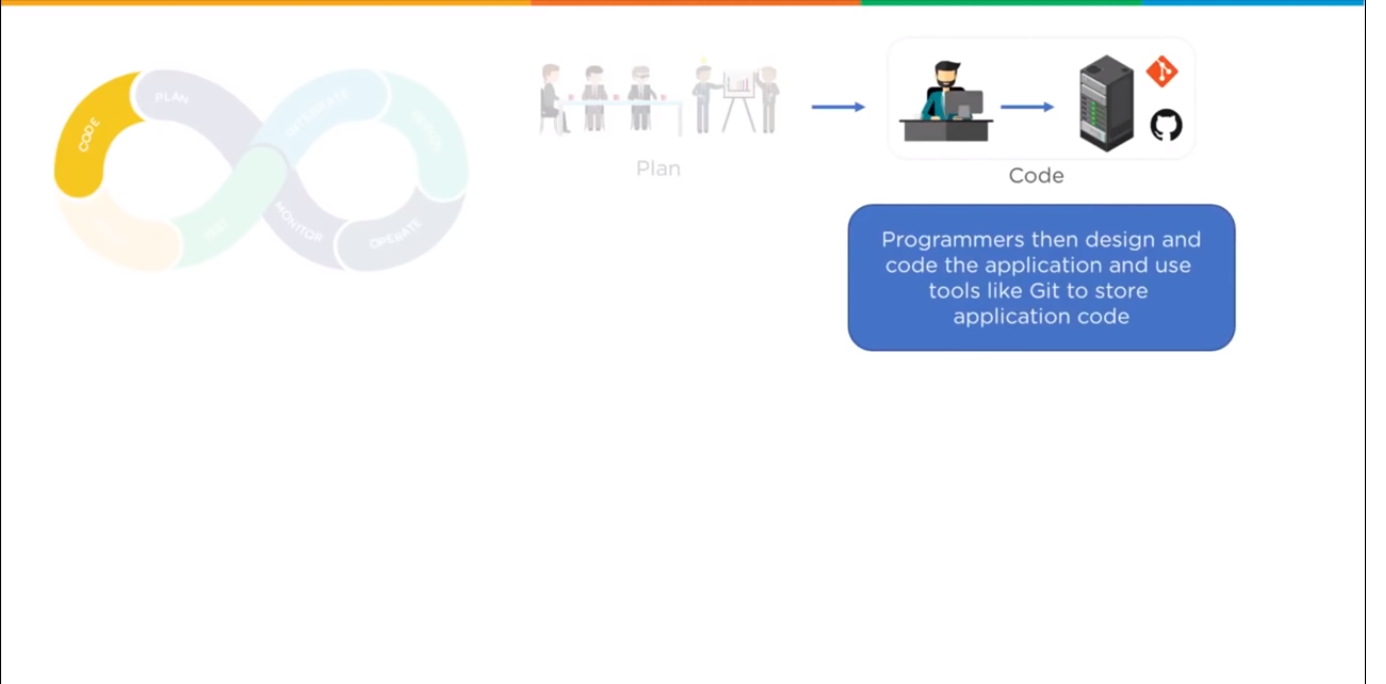 CODE
PLAN
INTEGRATE
DEPLOY
TEST
MONITOR
OPERATE
Plan
Code
Programmers then design and
code the application and use
tools like Git to store
application code